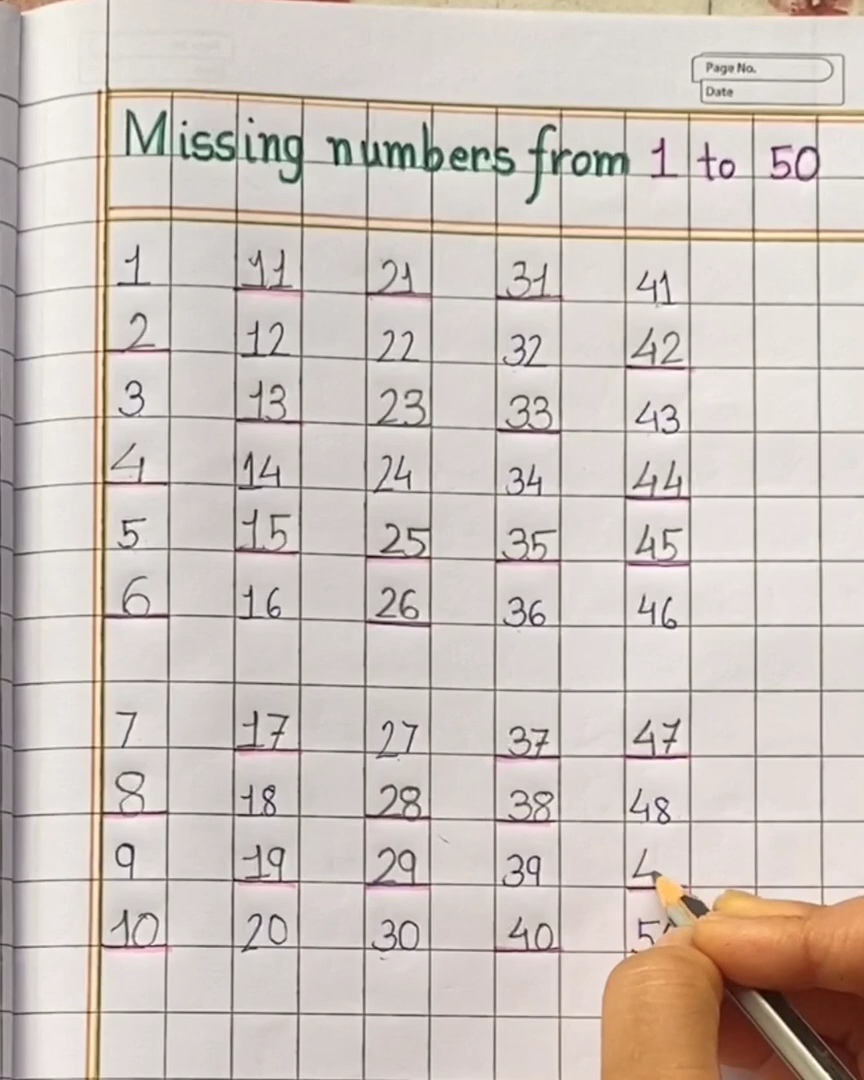 Page No.
Date
Missing numbers from 1 to 50
1 11 21 31 41
2 12 22 32 42
3 13 23 33 43
4 14 24 34 44
5 15 25 35 45
6 16 26 36 46
7 17 27 37 47
8 18 28 38 48
9 19 29 39 4
10 20 30 40